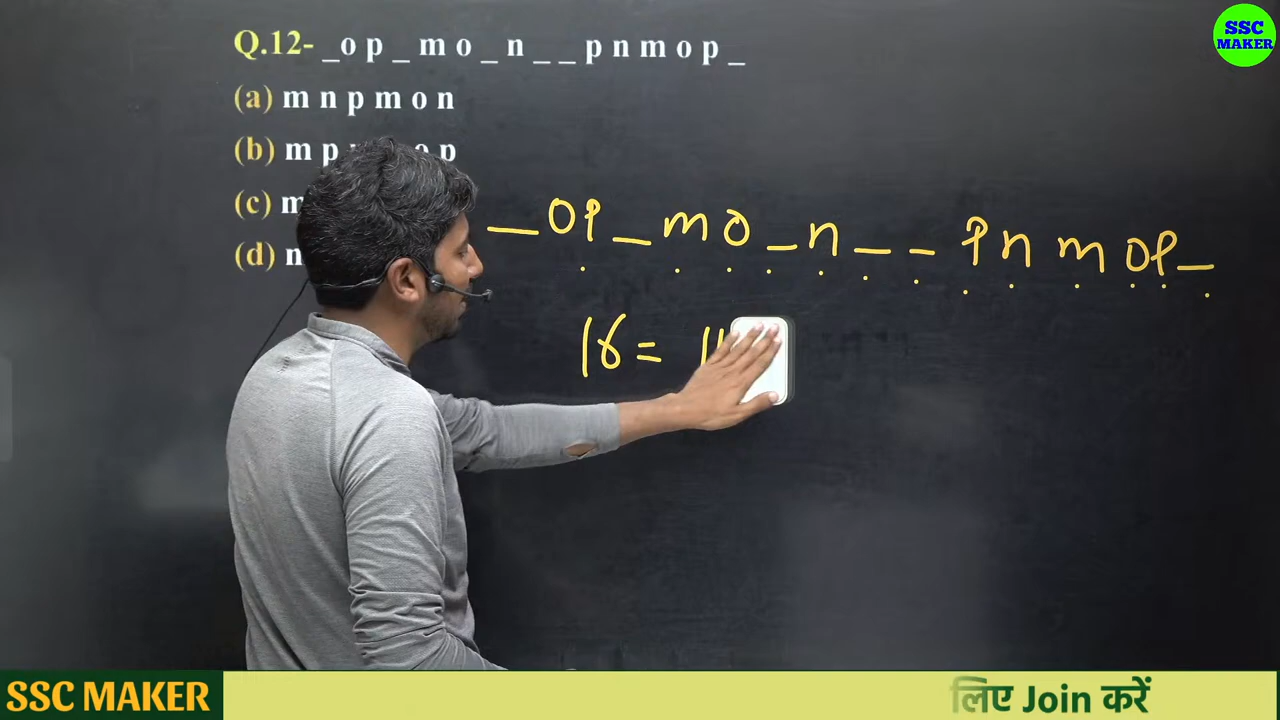 SSC
MAKER
Q.12- _ o p _ m o _ n _ _ p n m o p _
(a) m n p m o n
(b) m p o p
(c) m
(d) n
_ o p _ m o _ n _ _ p n m o p _
16 =
SSC MAKER
लिए Join करें